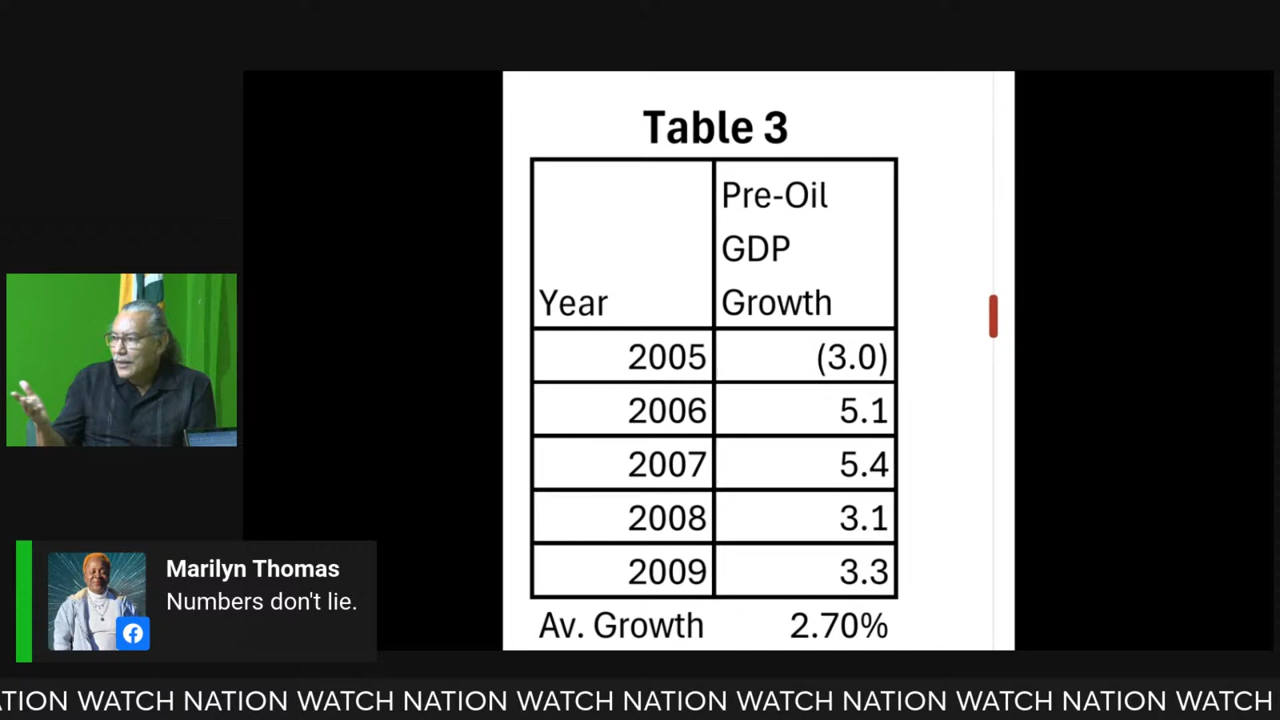 Table 3
Year
Pre-Oil
GDP
Growth
2005 (3.0)
2006 5.1
2007 5.4
2008 3.1
2009 3.3
Av. Growth 2.70%
Marilyn Thomas
Numbers don't lie.
NATION WATCH NATION WATCH NATION WATCH NATION WATCH NATION WATCH NATION WATCH